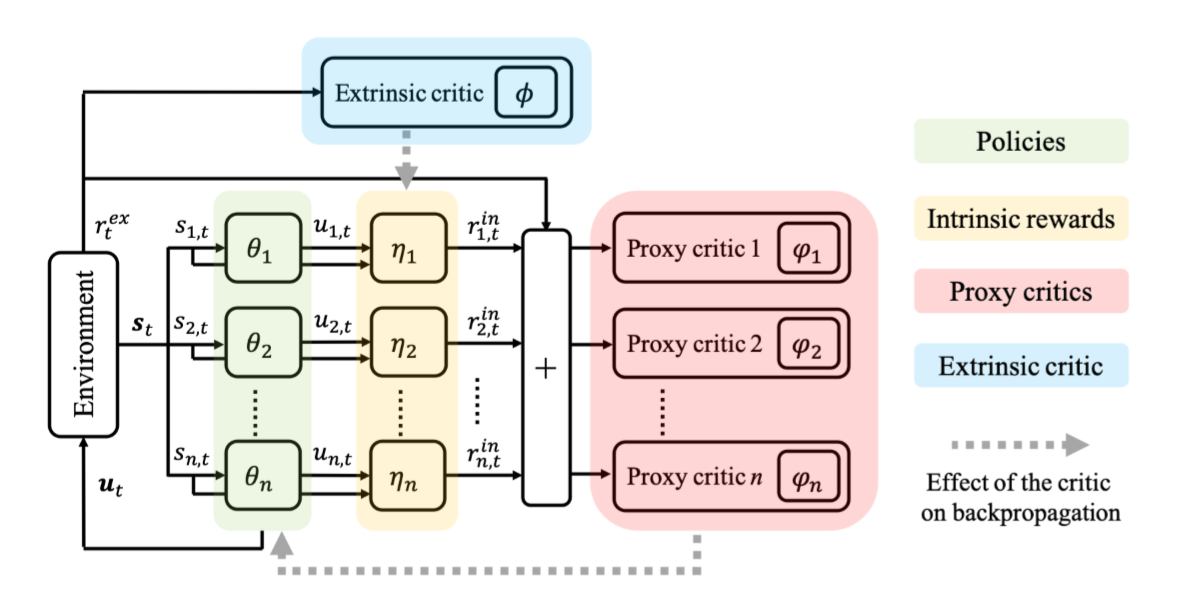 Extrinsic critic ϕ
Policies
r_t^{ex}
s_{1,t}
u_{1,t}
r_{1,t}^{in}
θ_1
η_1
Proxy critic 1 φ_1
Intrinsic rewards
Environment
s_t
s_{2,t}
u_{2,t}
r_{2,t}^{in}
θ_2
η_2
+
Proxy critic 2 φ_2
Proxy critics
Extrinsic critic
s_{n,t}
u_{n,t}
r_{n,t}^{in}
θ_n
η_n
Proxy critic n φ_n
u_t
Effect of the critic
on backpropagation